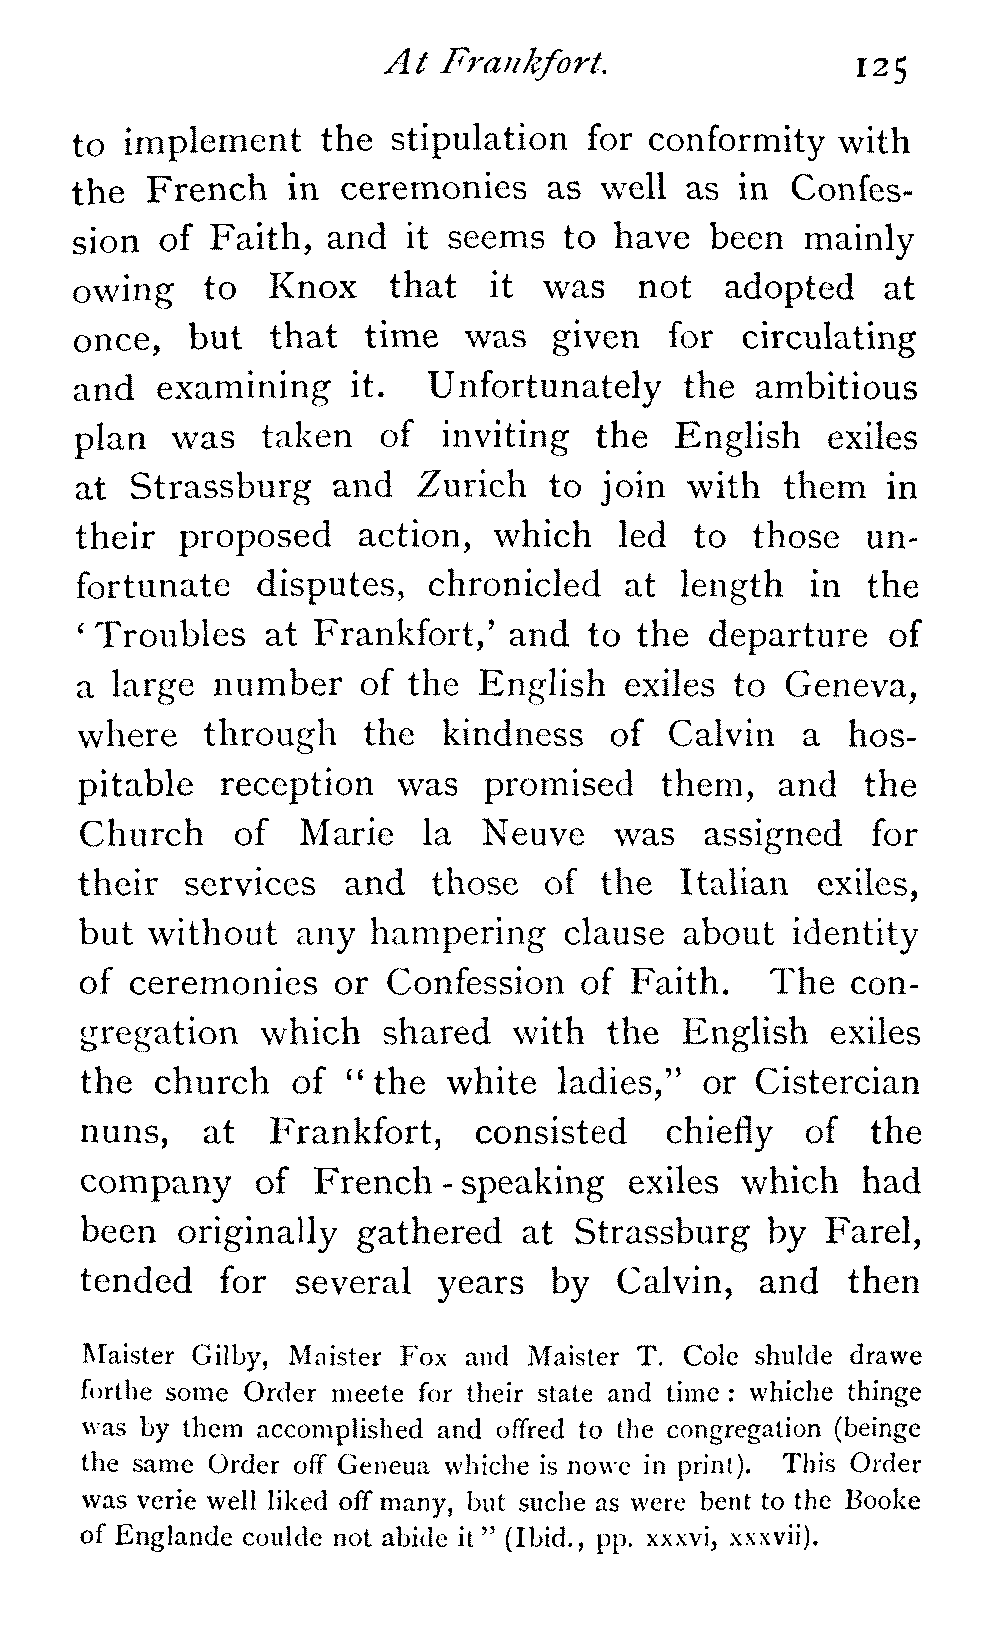 At Frankfort. 125
to implement the stipulation for conformity with
the French in ceremonies as well as in Confes-
sion of Faith, and it seems to have been mainly
owing to Knox that it was not adopted at
once, but that time was given for circulating
and examining it. Unfortunately the ambitious
plan was taken of inviting the English exiles
at Strassburg and Zurich to join with them in
their proposed action, which led to those un-
fortunate disputes, chronicled at length in the
‘Troubles at Frankfort,’ and to the departure of
a large number of the English exiles to Geneva,
where through the kindness of Calvin a hos-
pitable reception was promised them, and the
Church of Marie la Neuve was assigned for
their services and those of the Italian exiles,
but without any hampering clause about identity
of ceremonies or Confession of Faith. The con-
gregation which shared with the English exiles
the church of “the white ladies,” or Cistercian
nuns, at Frankfort, consisted chiefly of the
company of French-speaking exiles which had
been originally gathered at Strassburg by Farel,
tended for several years by Calvin, and then
Maister Gilby, Maister Fox and Maister T. Cole shulde drawe
forthe some Order meete for their state and time: whiche thinge
was by them accomplished and offred to the congregation (beinge
the same Order off Geneua whiche is nowe in print). This Order
was verie well liked off many, but suche as were bent to the Booke
of Englande coulde not abide it” (Ibid., pp. xxxvi, xxxvii).